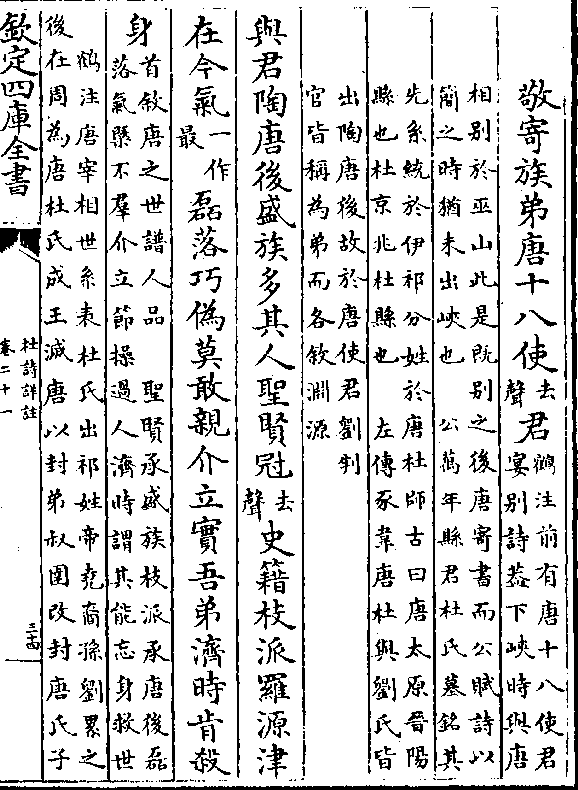 敬寄族弟唐十八使去聲君鶴注前有唐十八使君
宴别詩葢下峽時與唐
相别於巫山此是既别之後唐寄書而公賦詩以
簡之時猶未出峽也　公萬年縣君杜氏墓銘其
先系統於伊祁分姓於唐杜師古曰唐太原晉陽
縣也杜京兆杜縣也　左傳豕韋唐杜與劉氏皆
出陶唐後故於唐使君劉判
官皆稱為弟而各敘淵源
與君陶唐後盛族多其人聖賢冠去聲史籍枝派羅源津
在今氣一作最磊落巧偽莫敢親介立實吾弟濟時肯殺
身首敘唐之世譜人品　聖賢承盛族枝派承唐後磊
落氣槩不羣介立節操過人濟時謂其能忘身救世
鶴注唐宰相世系表杜氏出祁姓帝堯裔孫劉累之
後在周為唐杜氏成王滅唐以封弟叔圉改封唐氏子
欽定四庫全書
杜詩詳註
卷二十一
三十四